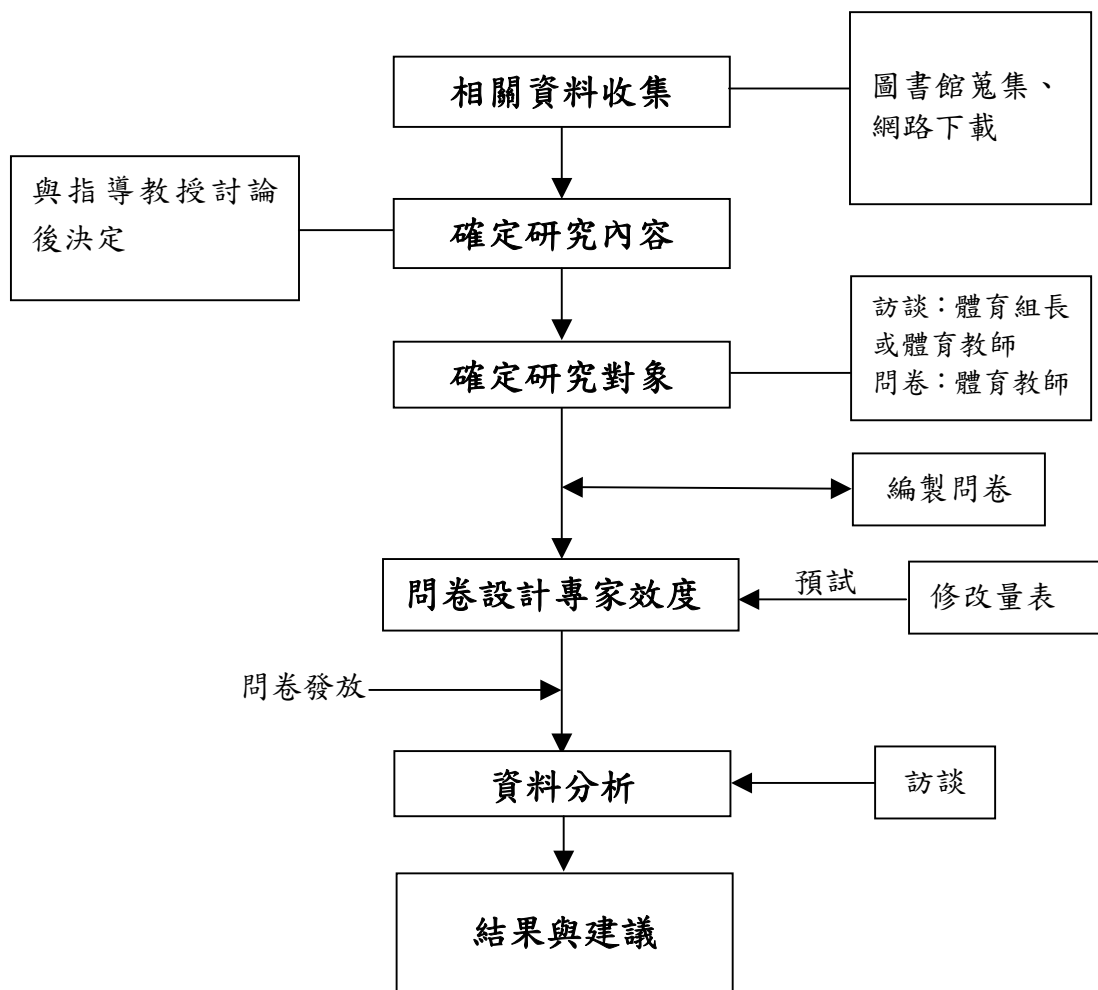 相關資料收集
圖書館蒐集、
網路下載
與指導教授討論
後決定
確定研究內容
確定研究對象
訪談：體育組長
或體育教師
問卷：體育教師
編製問卷
問卷設計專家效度
預試
修改量表
問卷發放
資料分析
訪談
結果與建議